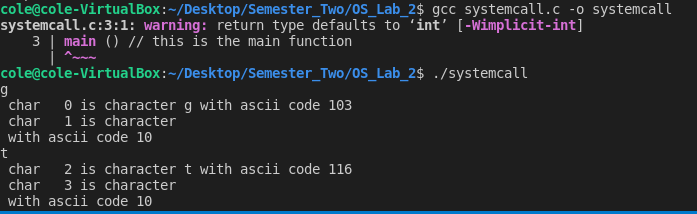 cole@cole-VirtualBox:~/Desktop/Semester_Two/OS_Lab_2$ gcc systemcall.c -o systemcall
systemcall.c:3:1: warning: return type defaults to ‘int’ [-Wimplicit-int]
    3 | main () // this is the main function
      | ^~~~
cole@cole-VirtualBox:~/Desktop/Semester_Two/OS_Lab_2$ ./systemcall
g
 char   0 is character g with ascii code 103
 char   1 is character
 with ascii code 10
t
 char   2 is character t with ascii code 116
 char   3 is character
 with ascii code 10